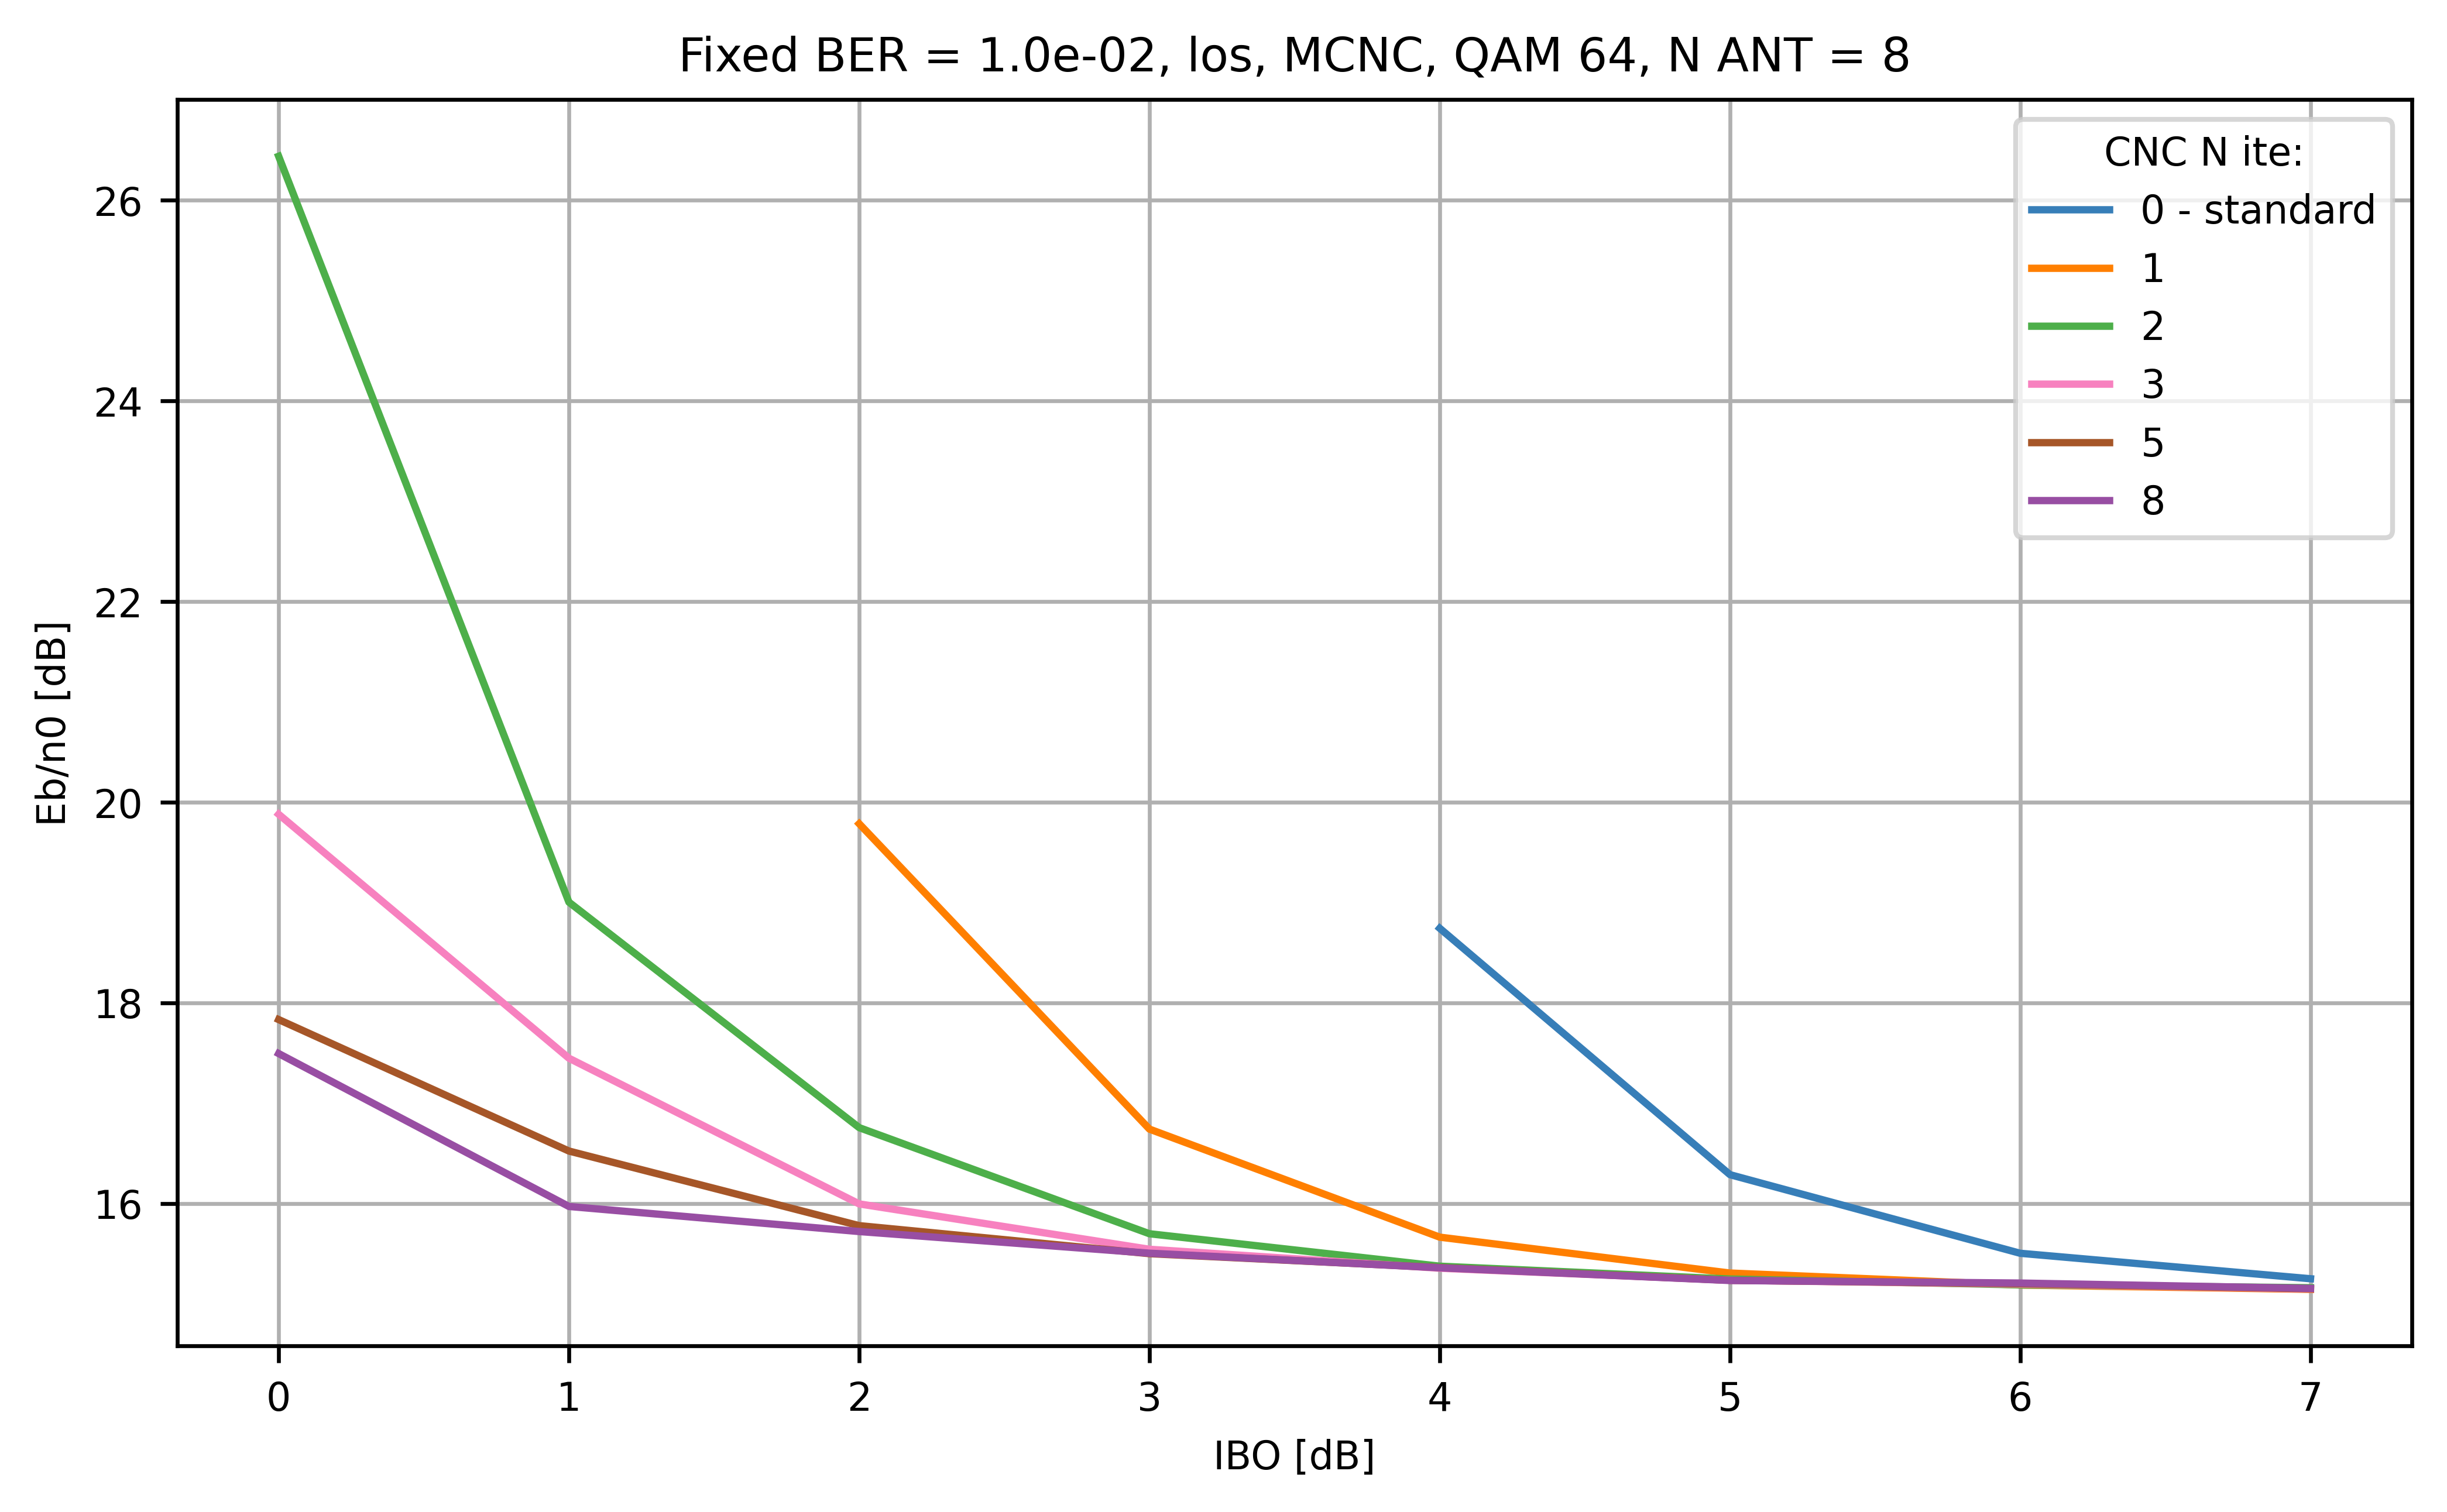 Fixed BER = 1.0e-02, los, MCNC, QAM 64, N ANT = 8
CNC N ite:
0 - standard
1
2
3
5
8
Eb/n0 [dB]
26
24
22
20
18
16
0 1 2 3 4 5 6 7
IBO [dB]